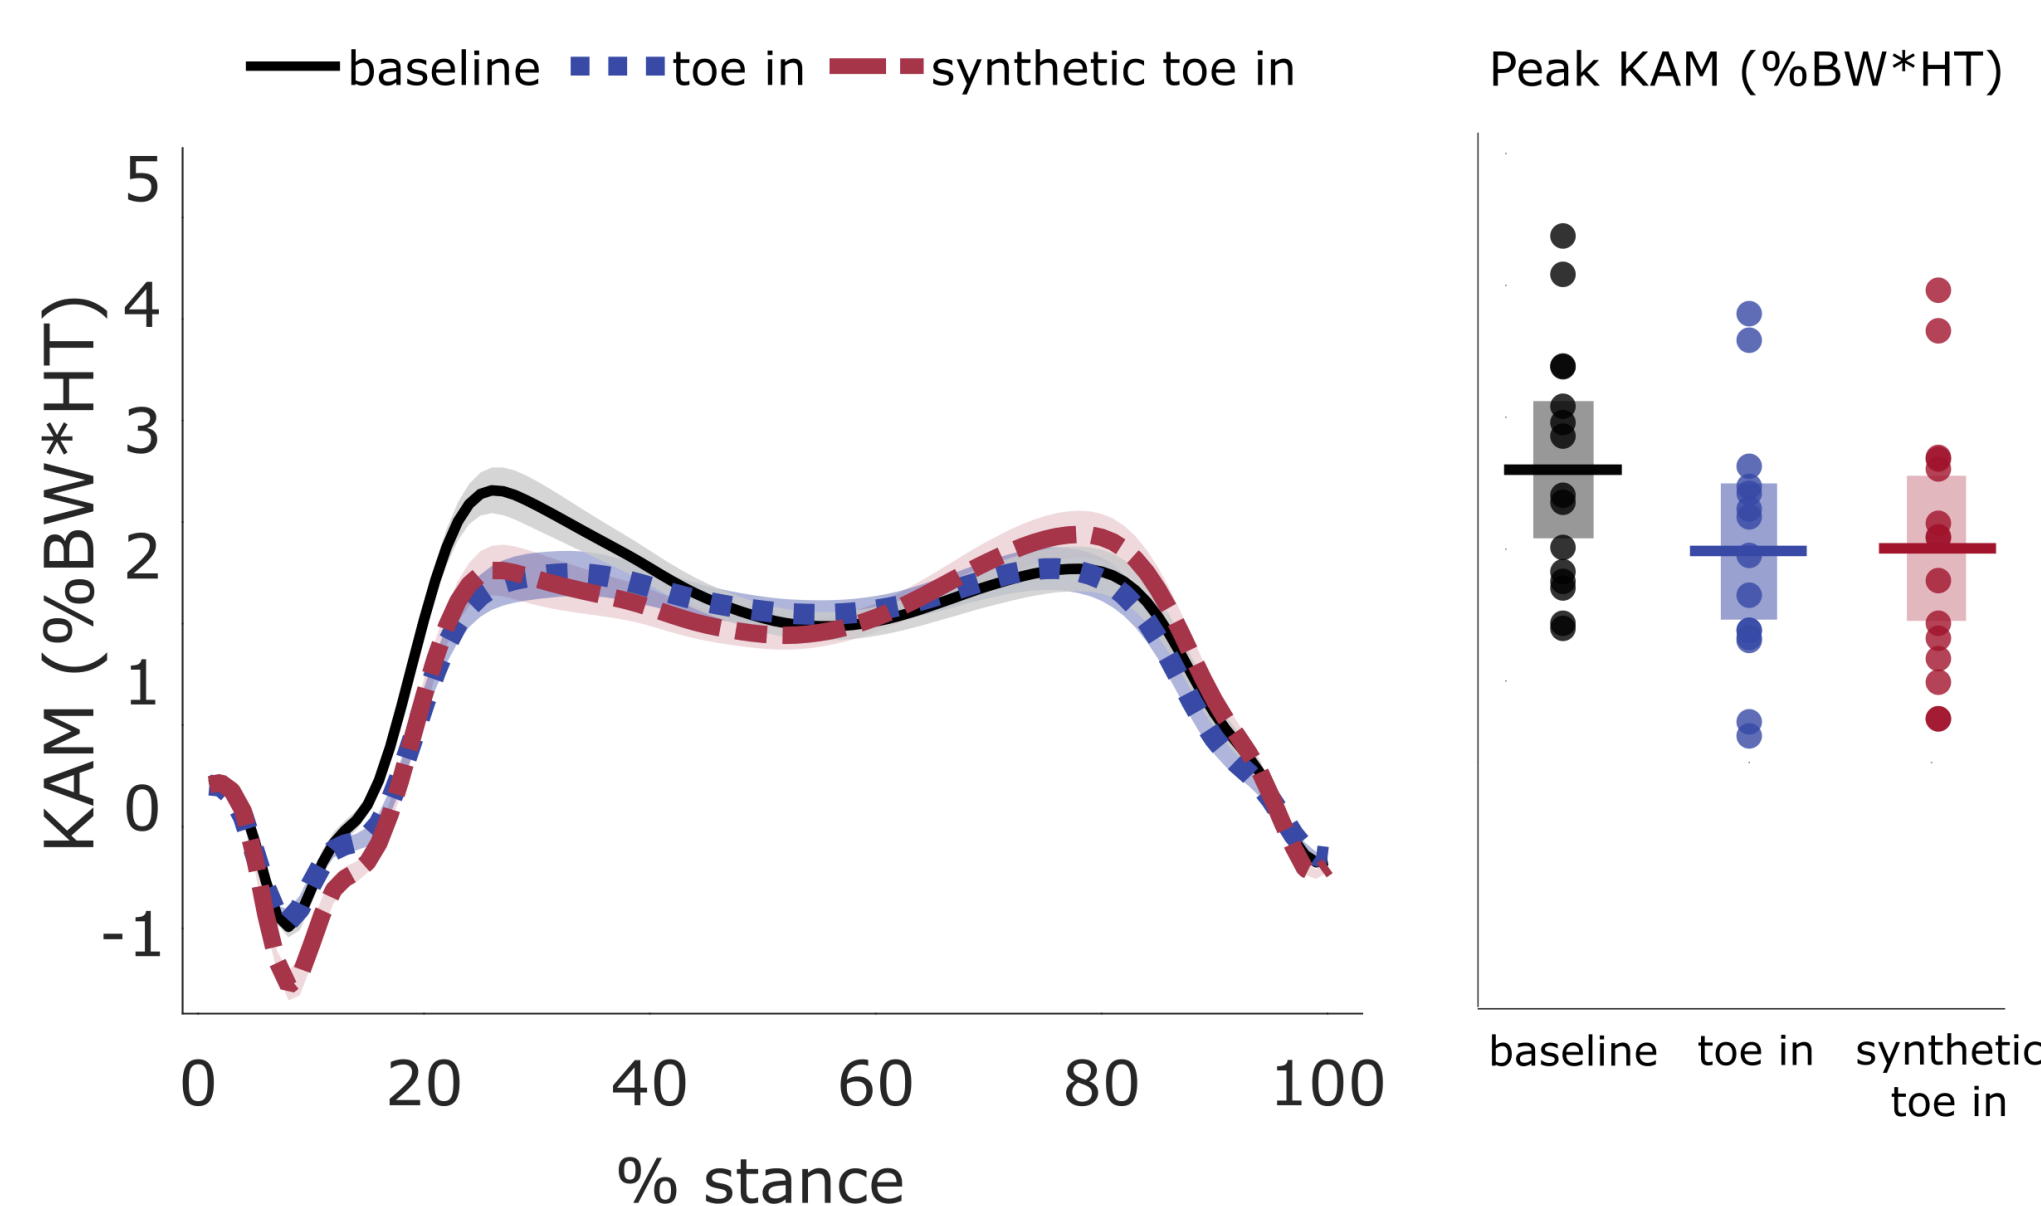 baseline toe in synthetic toe in
Peak KAM (%BW*HT)
KAM (%BW*HT)
5
4
3
2
1
0
-1
0 20 40 60 80 100
% stance
baseline toe in synthetic
toe in